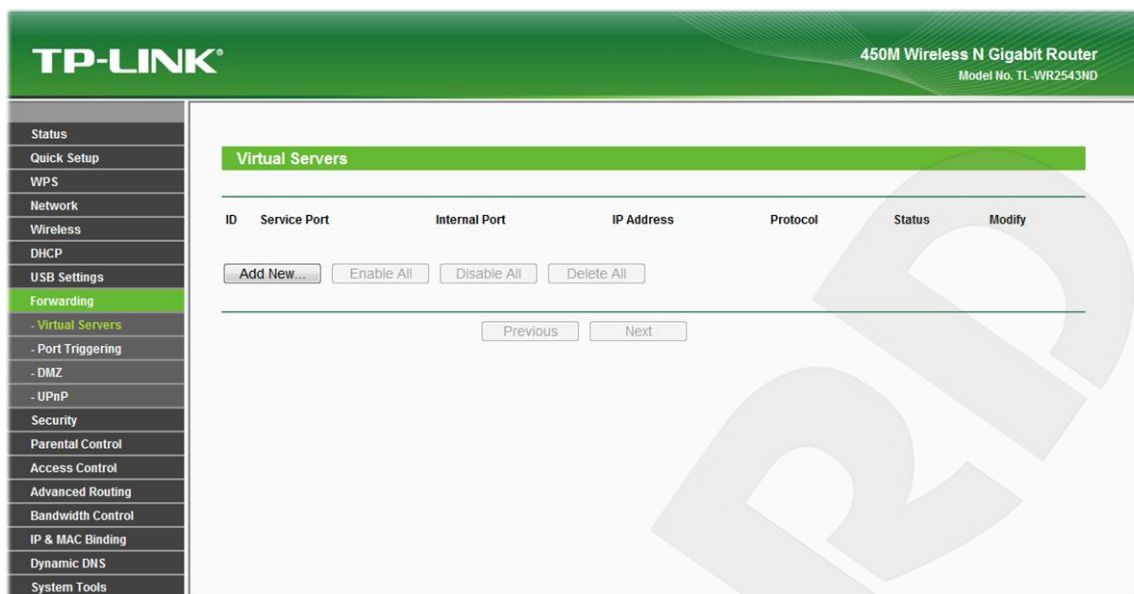 TP-LINK®
450M Wireless N Gigabit Router
Model No. TL-WR2543ND
Status
Quick Setup
WPS
Network
Wireless
DHCP
USB Settings
Forwarding
- Virtual Servers
- Port Triggering
- DMZ
- UPnP
Security
Parental Control
Access Control
Advanced Routing
Bandwidth Control
IP & MAC Binding
Dynamic DNS
System Tools
Virtual Servers
ID Service Port Internal Port IP Address Protocol Status Modify
Add New... Enable All Disable All Delete All
Previous Next
RD